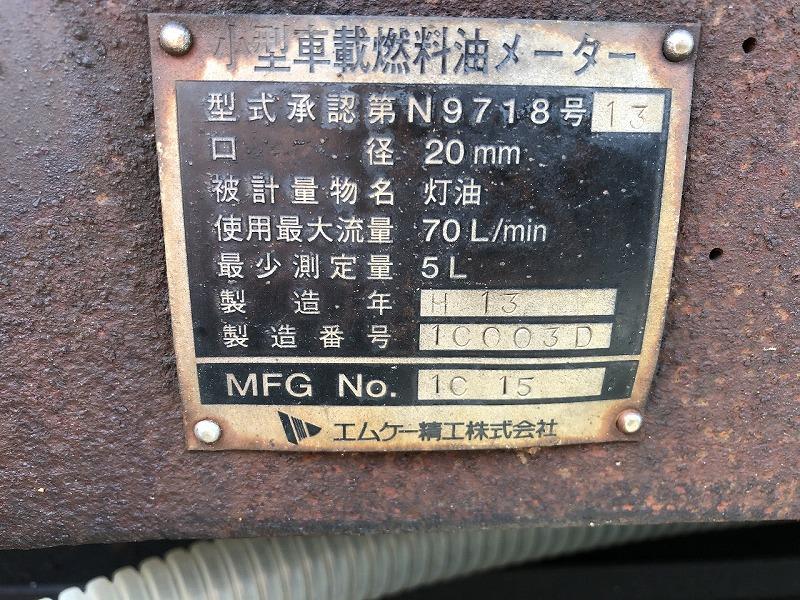 小型車載燃料油メーター
型式承認第N9718号 13
口径 20mm
被計量物名 灯油
使用最大流量 70L/min
最少測定量 5L
製造年 H 13
製造番号 1C003D
MFG No. 1C 15
エムケー精工株式会社